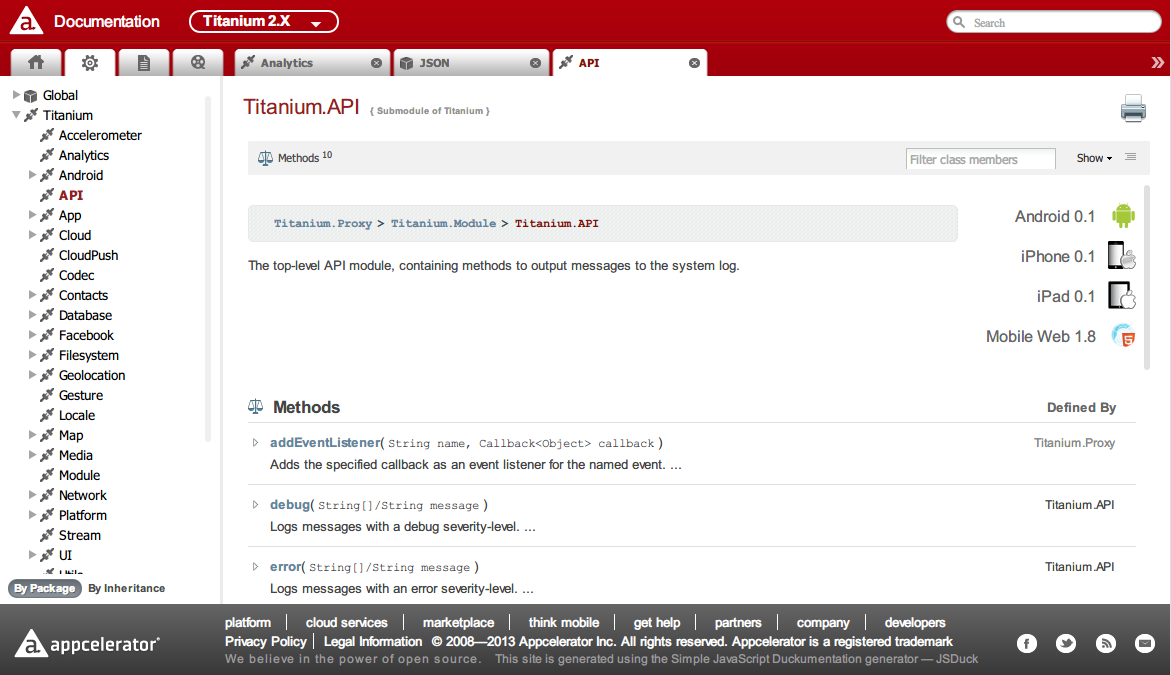 a. Documentation Titanium 2.X Search
Analytics JSON API
Global
Titanium
Accelerometer
Analytics
Android
API
App
Cloud
CloudPush
Codec
Contacts
Database
Facebook
Filesystem
Geolocation
Gesture
Locale
Map
Media
Module
Network
Platform
Stream
UI
By Package By Inheritance
Titanium.API { Submodule of Titanium }
Methods 10 Filter class members Show
Titanium.Proxy > Titanium.Module > Titanium.API
The top-level API module, containing methods to output messages to the system log.
Android 0.1
iPhone 0.1
iPad 0.1
Mobile Web 1.8
Methods Defined By
addEventListener( String name, Callback<Object> callback ) Titanium.Proxy
Adds the specified callback as an event listener for the named event. ...
debug( String[]/String message ) Titanium.API
Logs messages with a debug severity-level. ...
error( String[]/String message ) Titanium.API
Logs messages with an error severity-level. ...
a. appcelerator
platform cloud services marketplace think mobile get help partners company developers
Privacy Policy Legal Information © 2008—2013 Appcelerator Inc. All rights reserved. Appcelerator is a registered trademark
We believe in the power of open source. This site is generated using the Simple JavaScript Duckumentation generator — JSDuck